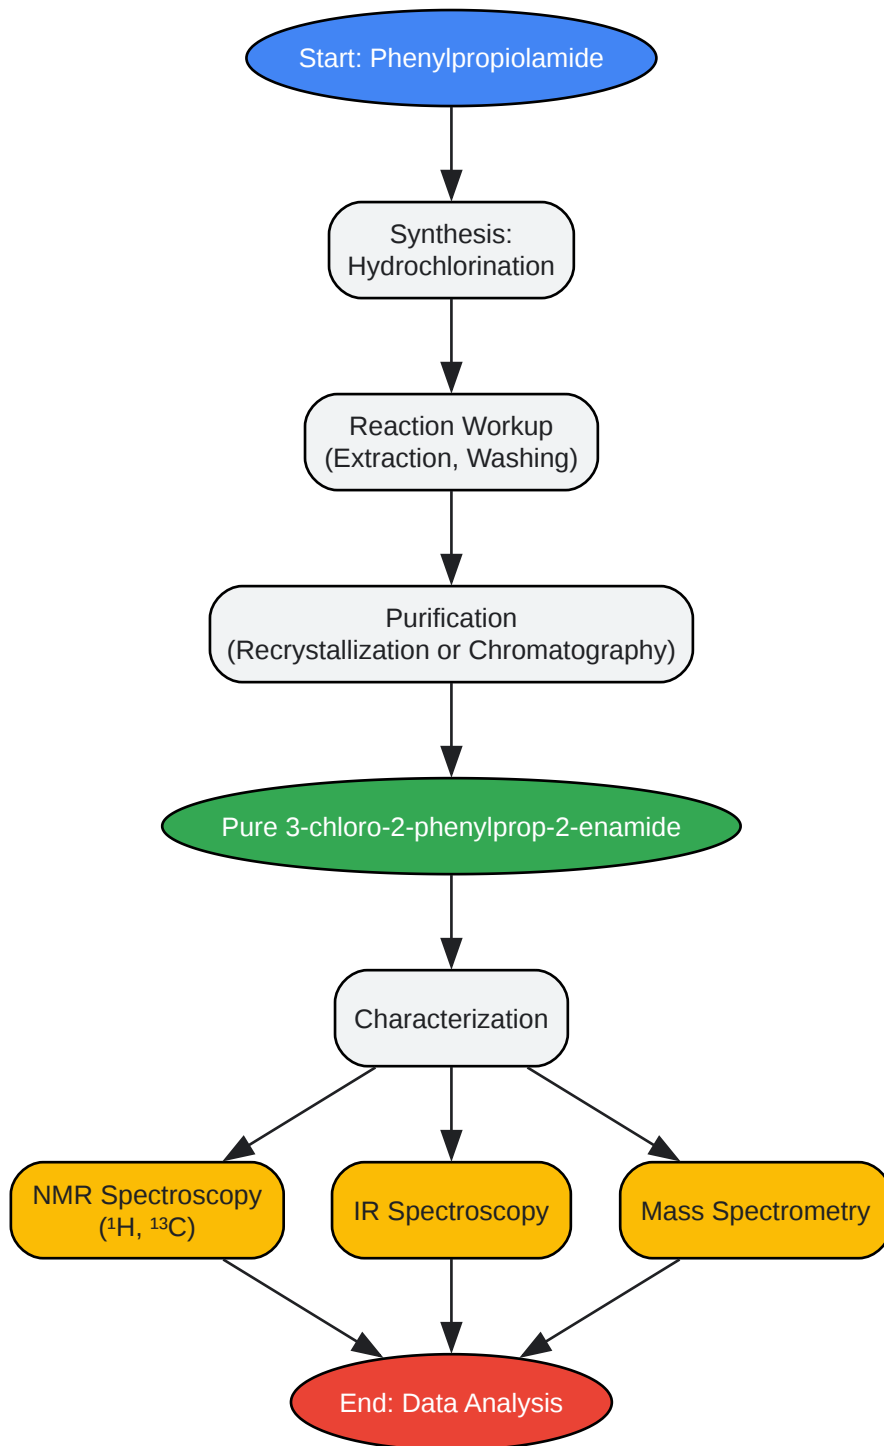 Start: Phenylpropiolamide
Synthesis:
Hydrochlorination
Reaction Workup
(Extraction, Washing)
Purification
(Recrystallization or Chromatography)
Pure 3-chloro-2-phenylprop-2-enamide
Characterization
NMR Spectroscopy
(¹H, ¹³C)
IR Spectroscopy
Mass Spectrometry
End: Data Analysis